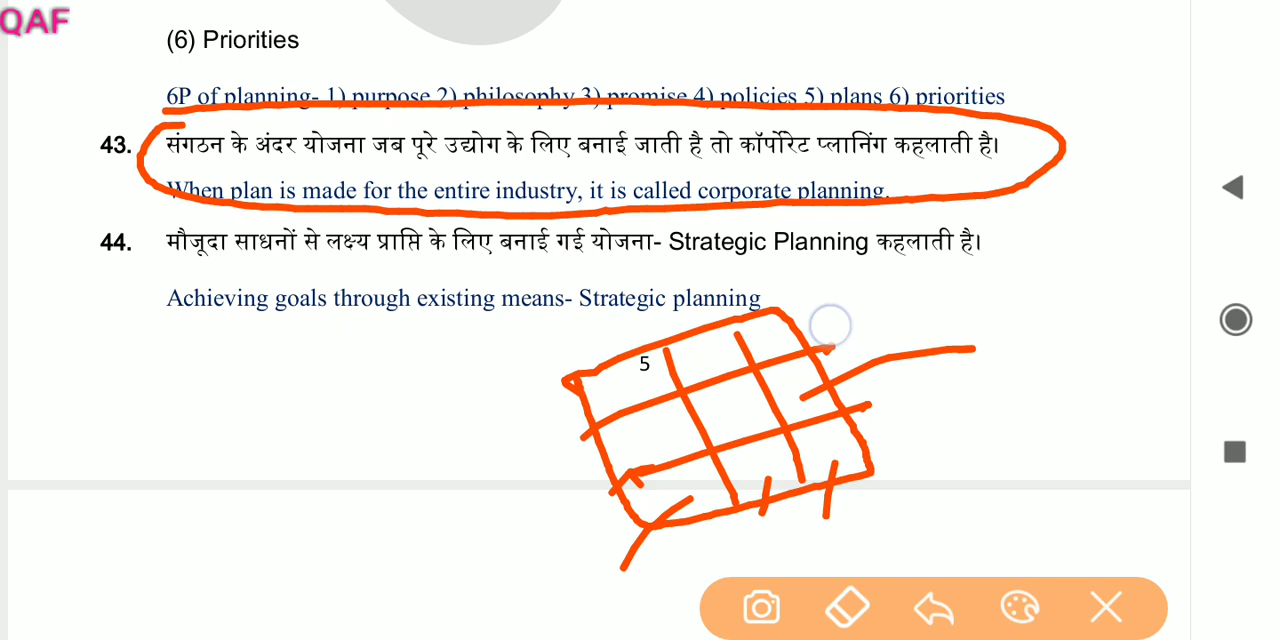 QAF
(6) Priorities
6P of planning- 1) purpose 2) philosophy 3) promise 4) policies 5) plans 6) priorities
43. संगठन के अंदर योजना जब पूरे उद्योग के लिए बनाई जाती है तो कॉर्पोरेट प्लानिंग कहलाती है।
When plan is made for the entire industry, it is called corporate planning.
44. मौजूदा साधनों से लक्ष्य प्राप्ति के लिए बनाई गई योजना- Strategic Planning कहलाती है।
Achieving goals through existing means- Strategic planning
5